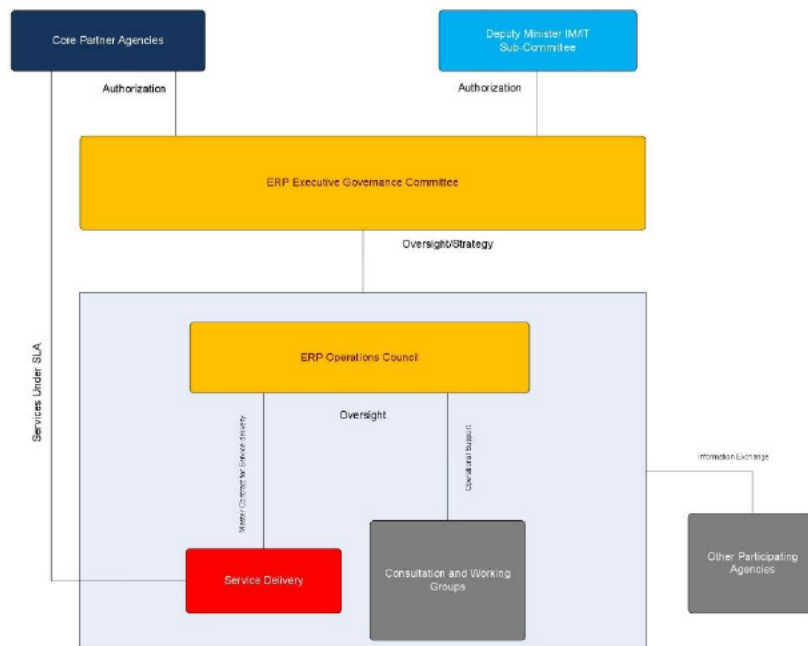 Core Partner Agencies
Deputy Minister IM/IT
Sub-Committee
Authorization
Authorization
ERP Executive Governance Committee
Oversight/Strategy
ERP Operations Council
Services Under SLA
Master Contract for Service delivery
Oversight
Operational Support
Information Exchange
Service Delivery
Consultation and Working
Groups
Other Participating
Agencies